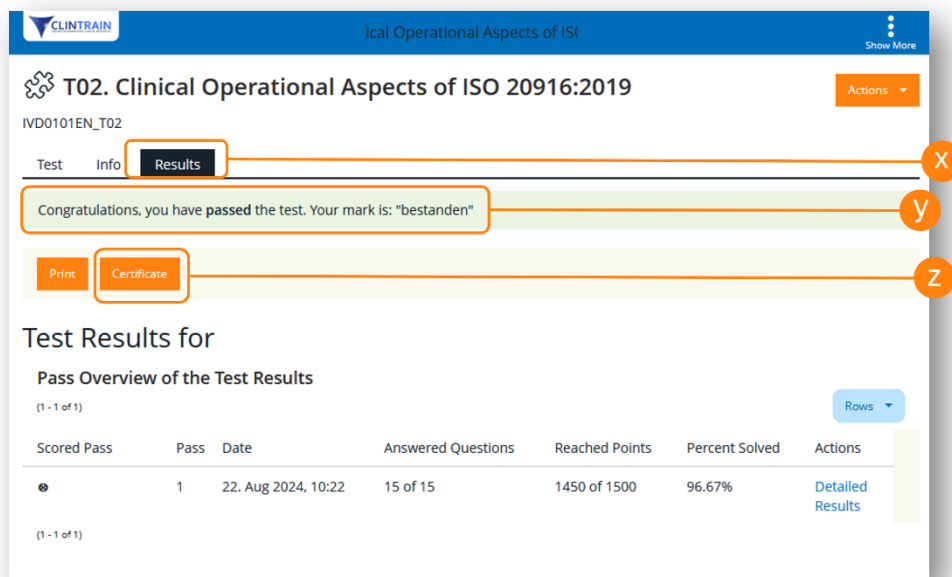 CLINTRAIN
ical Operational Aspects of IS
Show More
T02. Clinical Operational Aspects of ISO 20916:2019
Actions
IVD0101EN_T02
Test Info Results
x
Congratulations, you have passed the test. Your mark is: "bestanden"
y
Print Certificate
z
Test Results for
Pass Overview of the Test Results
(1 - 1 of 1)
Rows
Scored Pass Pass Date Answered Questions Reached Points Percent Solved Actions
1 22. Aug 2024, 10:22 15 of 15 1450 of 1500 96.67% Detailed
Results
(1 - 1 of 1)